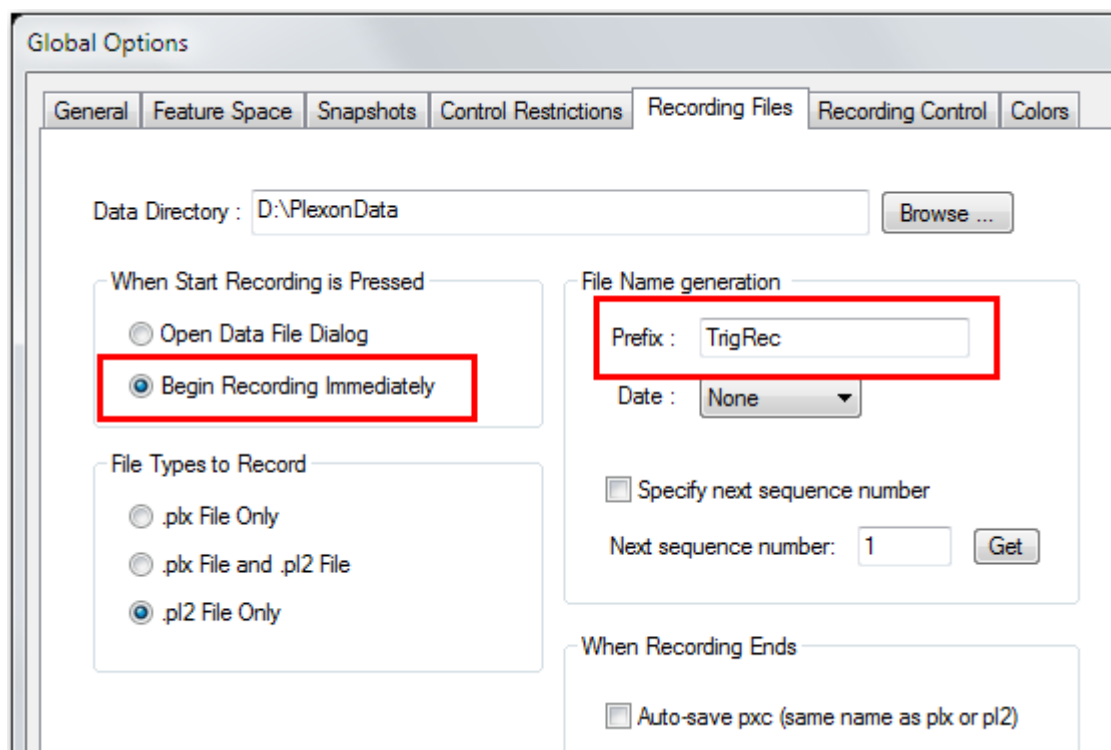 Global Options
General Feature Space Snapshots Control Restrictions Recording Files Recording Control Colors
Data Directory : D:\PlexonData Browse ...
When Start Recording is Pressed
Open Data File Dialog
Begin Recording Immediately
File Types to Record
.plx File Only
.plx File and .pl2 File
.pl2 File Only
File Name generation
Prefix : TrigRec
Date : None
Specify next sequence number
Next sequence number: 1 Get
When Recording Ends
Auto-save pxc (same name as plx or pl2)